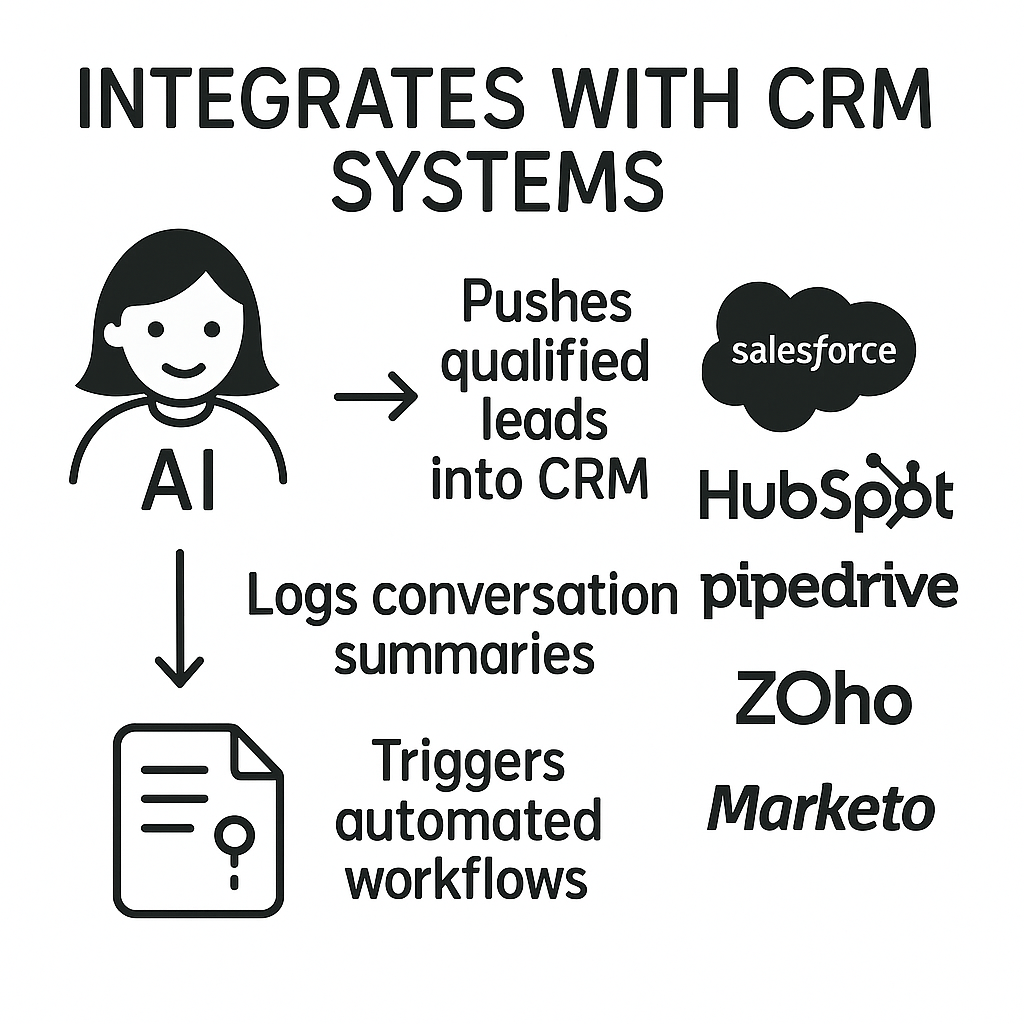 INTEGRATES WITH CRM
SYSTEMS
AI
Pushes
qualified
leads
into CRM
Logs conversation
summaries
Triggers
automated
workflows
salesforce
HubSpot
pipedrive
ZOho
Marketo